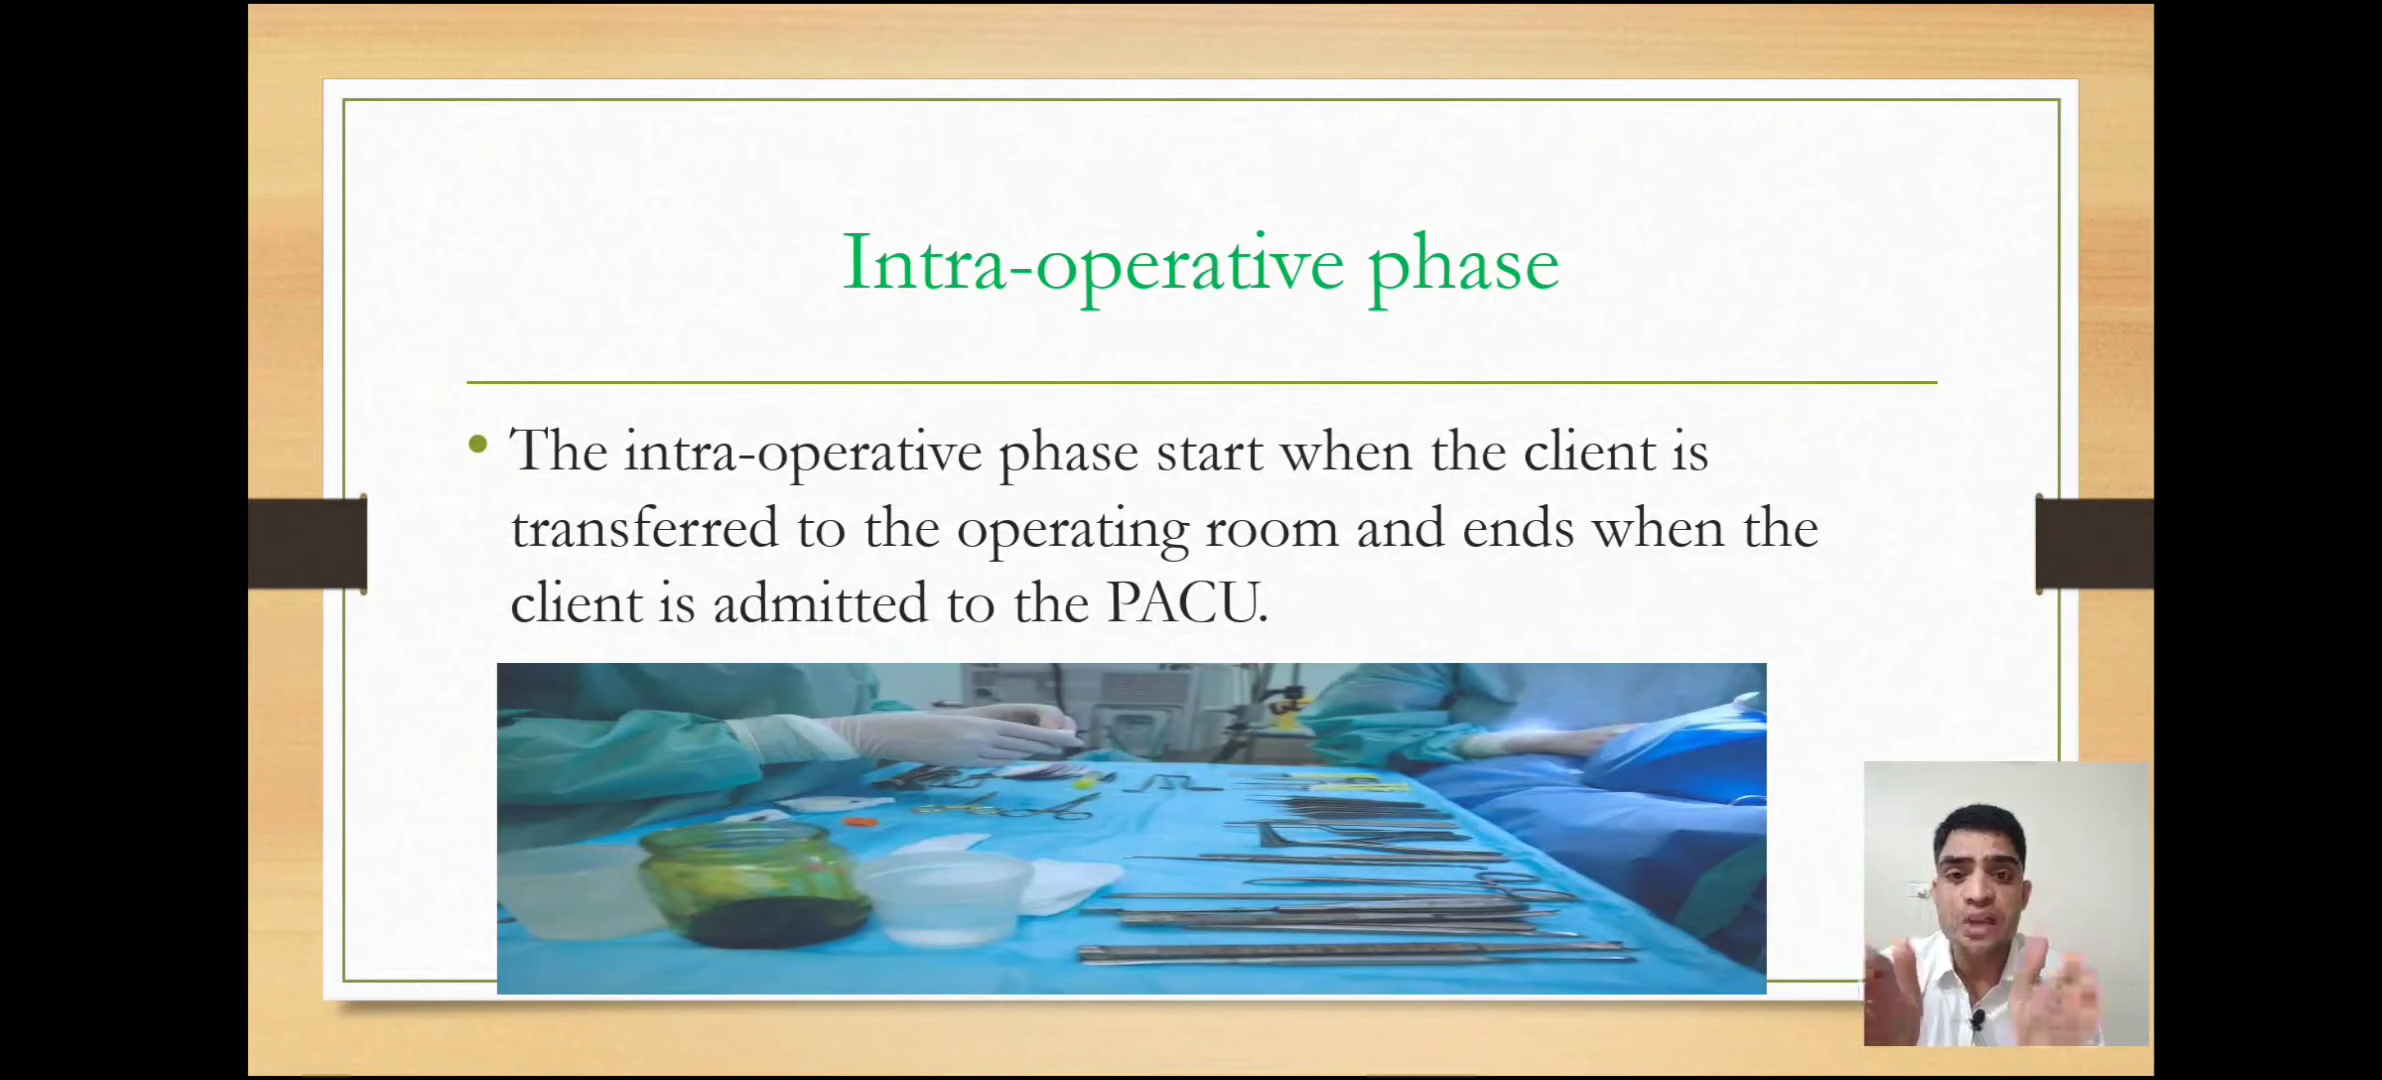 Intra-operative phase
• The intra-operative phase start when the client is
transferred to the operating room and ends when the
client is admitted to the PACU.